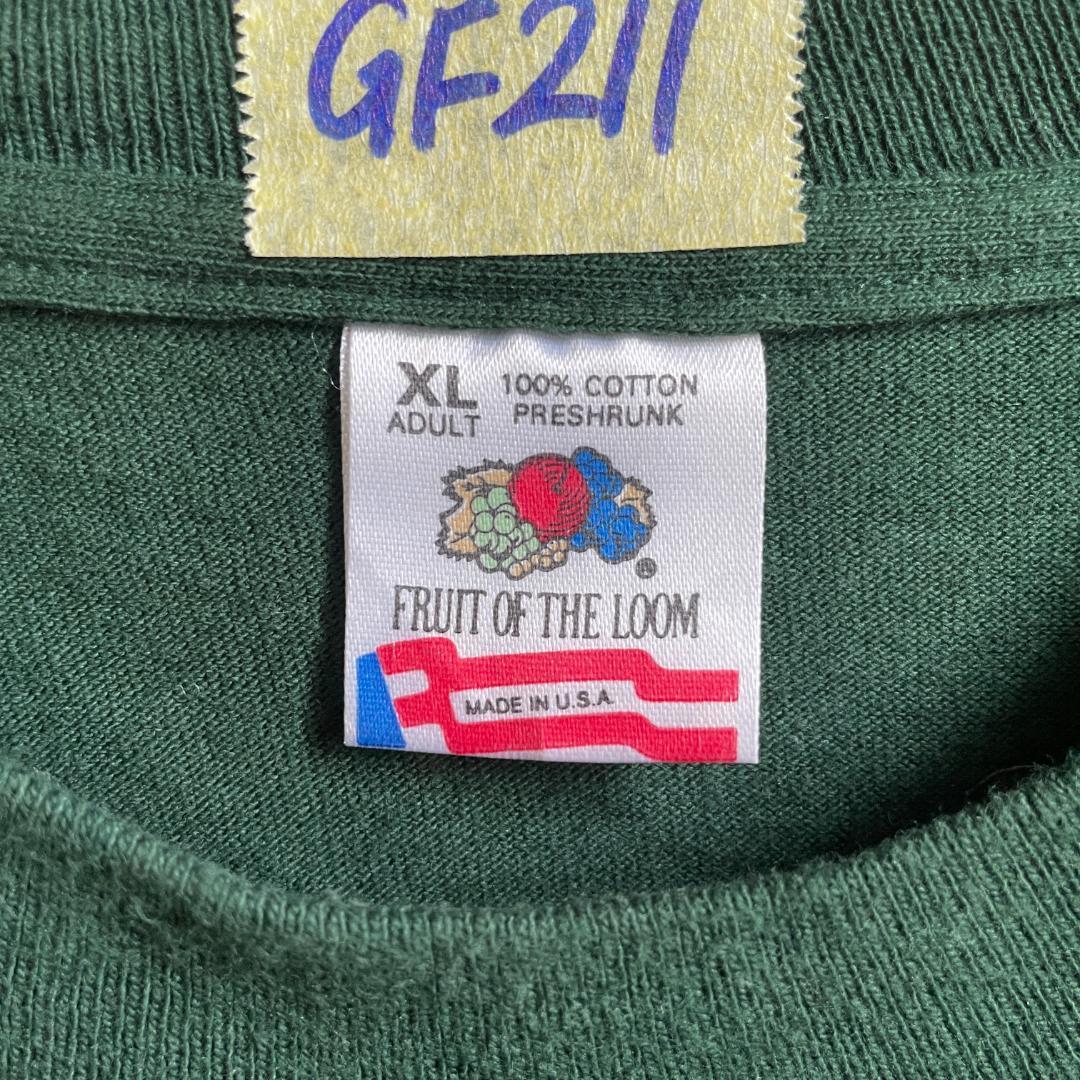 GF211
XL 100% COTTON
ADULT PRESHRUNK
®
FRUIT OF THE LOOM
MADE IN U.S.A.